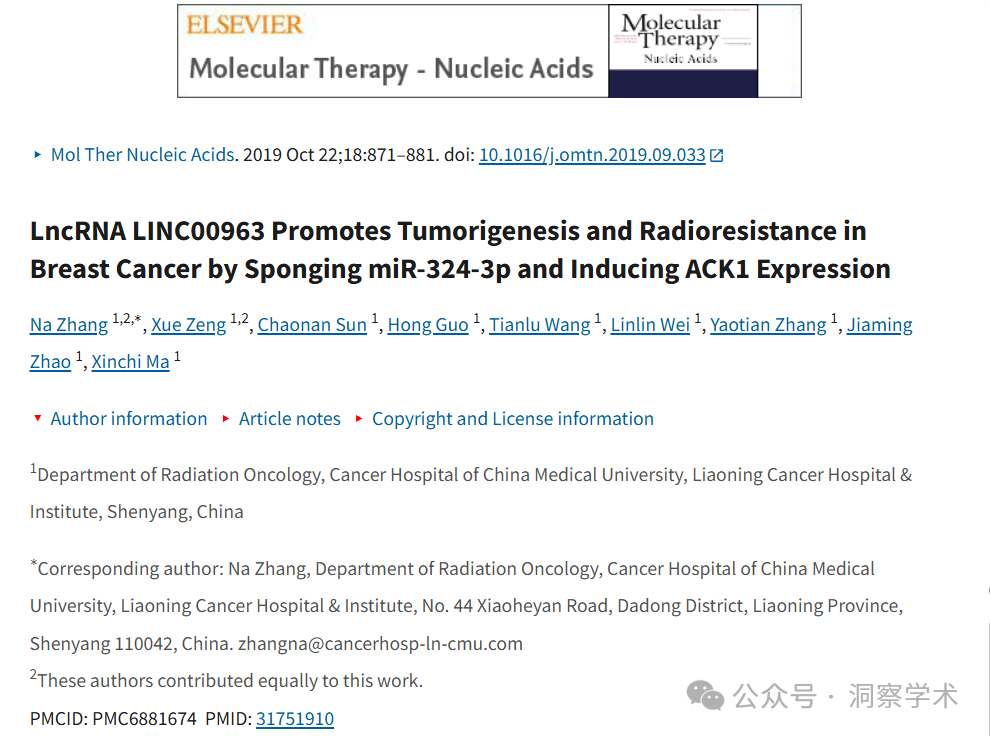 ELSEVIER
Molecular Therapy - Nucleic Acids
Molecular
Therapy
Nucleic Acids
Mol Ther Nucleic Acids. 2019 Oct 22;18:871–881. doi: 10.1016/j.omtn.2019.09.033
LncRNA LINC00963 Promotes Tumorigenesis and Radioresistance in
Breast Cancer by Sponging miR-324-3p and Inducing ACK1 Expression
Na Zhang 1,2,*, Xue Zeng 1,2, Chaonan Sun 1, Hong Guo 1, Tianlu Wang 1, Linlin Wei 1, Yaotian Zhang 1, Jiaming
Zhao 1, Xinchi Ma 1
Author information Article notes Copyright and License information
1Department of Radiation Oncology, Cancer Hospital of China Medical University, Liaoning Cancer Hospital &
Institute, Shenyang, China
*Corresponding author: Na Zhang, Department of Radiation Oncology, Cancer Hospital of China Medical
University, Liaoning Cancer Hospital & Institute, No. 44 Xiaoheyan Road, Dadong District, Liaoning Province,
Shenyang 110042, China. zhangna@cancerhosp-ln-cmu.com
2These authors contributed equally to this work.
PMCID: PMC6881674 PMID: 31751910
公众号 · 洞察学术